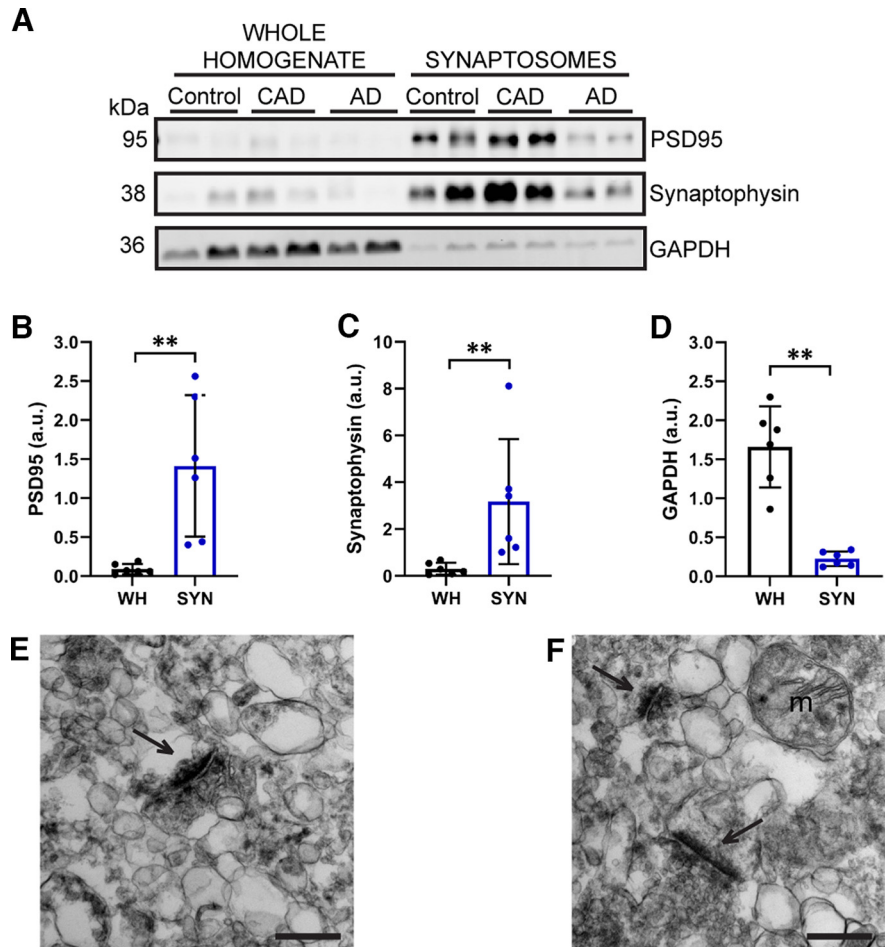 A
WHOLE
HOMOGENATE SYNAPTOSOMES
Control CAD AD Control CAD AD
kDa
95 PSD95
38 Synaptophysin
36 GAPDH
B
**
PSD95 (a.u.)
3.0
2.5
2.0
1.5
1.0
0.5
0.0
WH SYN
C
**
Synaptophysin (a.u.)
10
8
6
4
2
0
WH SYN
D
**
GAPDH (a.u.)
3.0
2.5
2.0
1.5
1.0
0.5
0.0
WH SYN
E
F
m